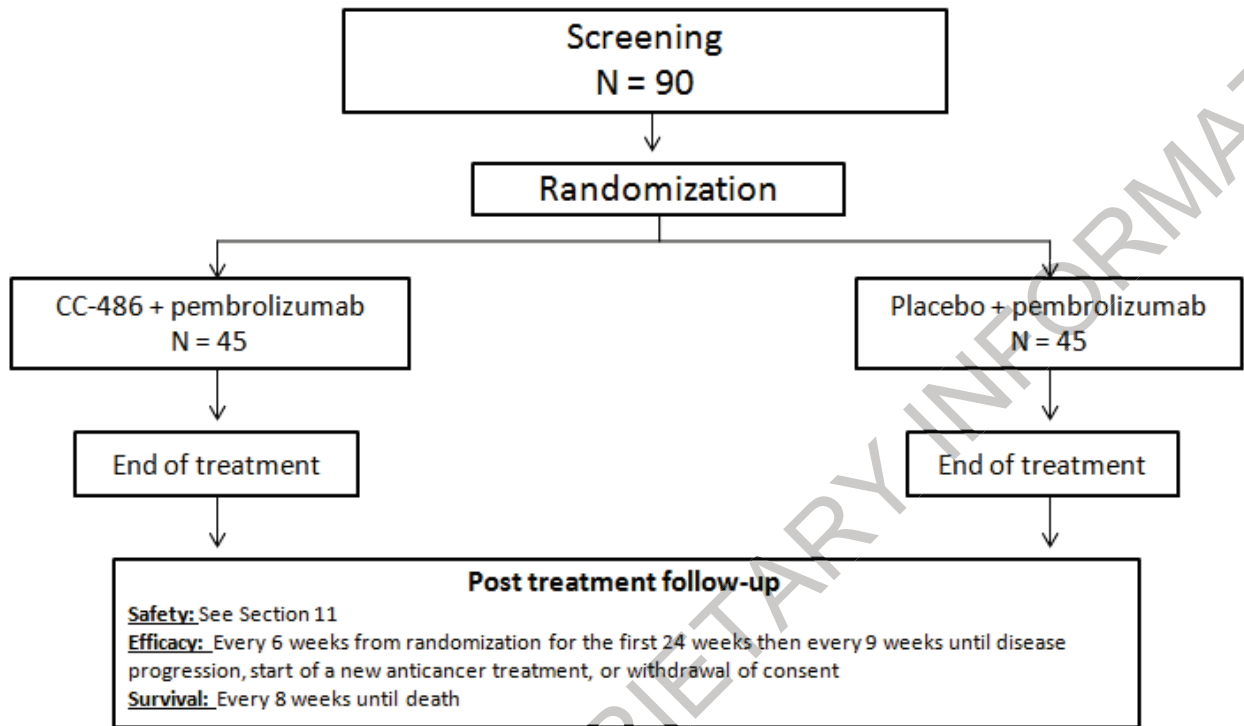 Screening
N = 90
Randomization
CC-486 + pembrolizumab
N = 45
Placebo + pembrolizumab
N = 45
End of treatment
End of treatment
Post treatment follow-up
Safety: See Section 11
Efficacy: Every 6 weeks from randomization for the first 24 weeks then every 9 weeks until disease
progression, start of a new anticancer treatment, or withdrawal of consent
Survival: Every 8 weeks until death